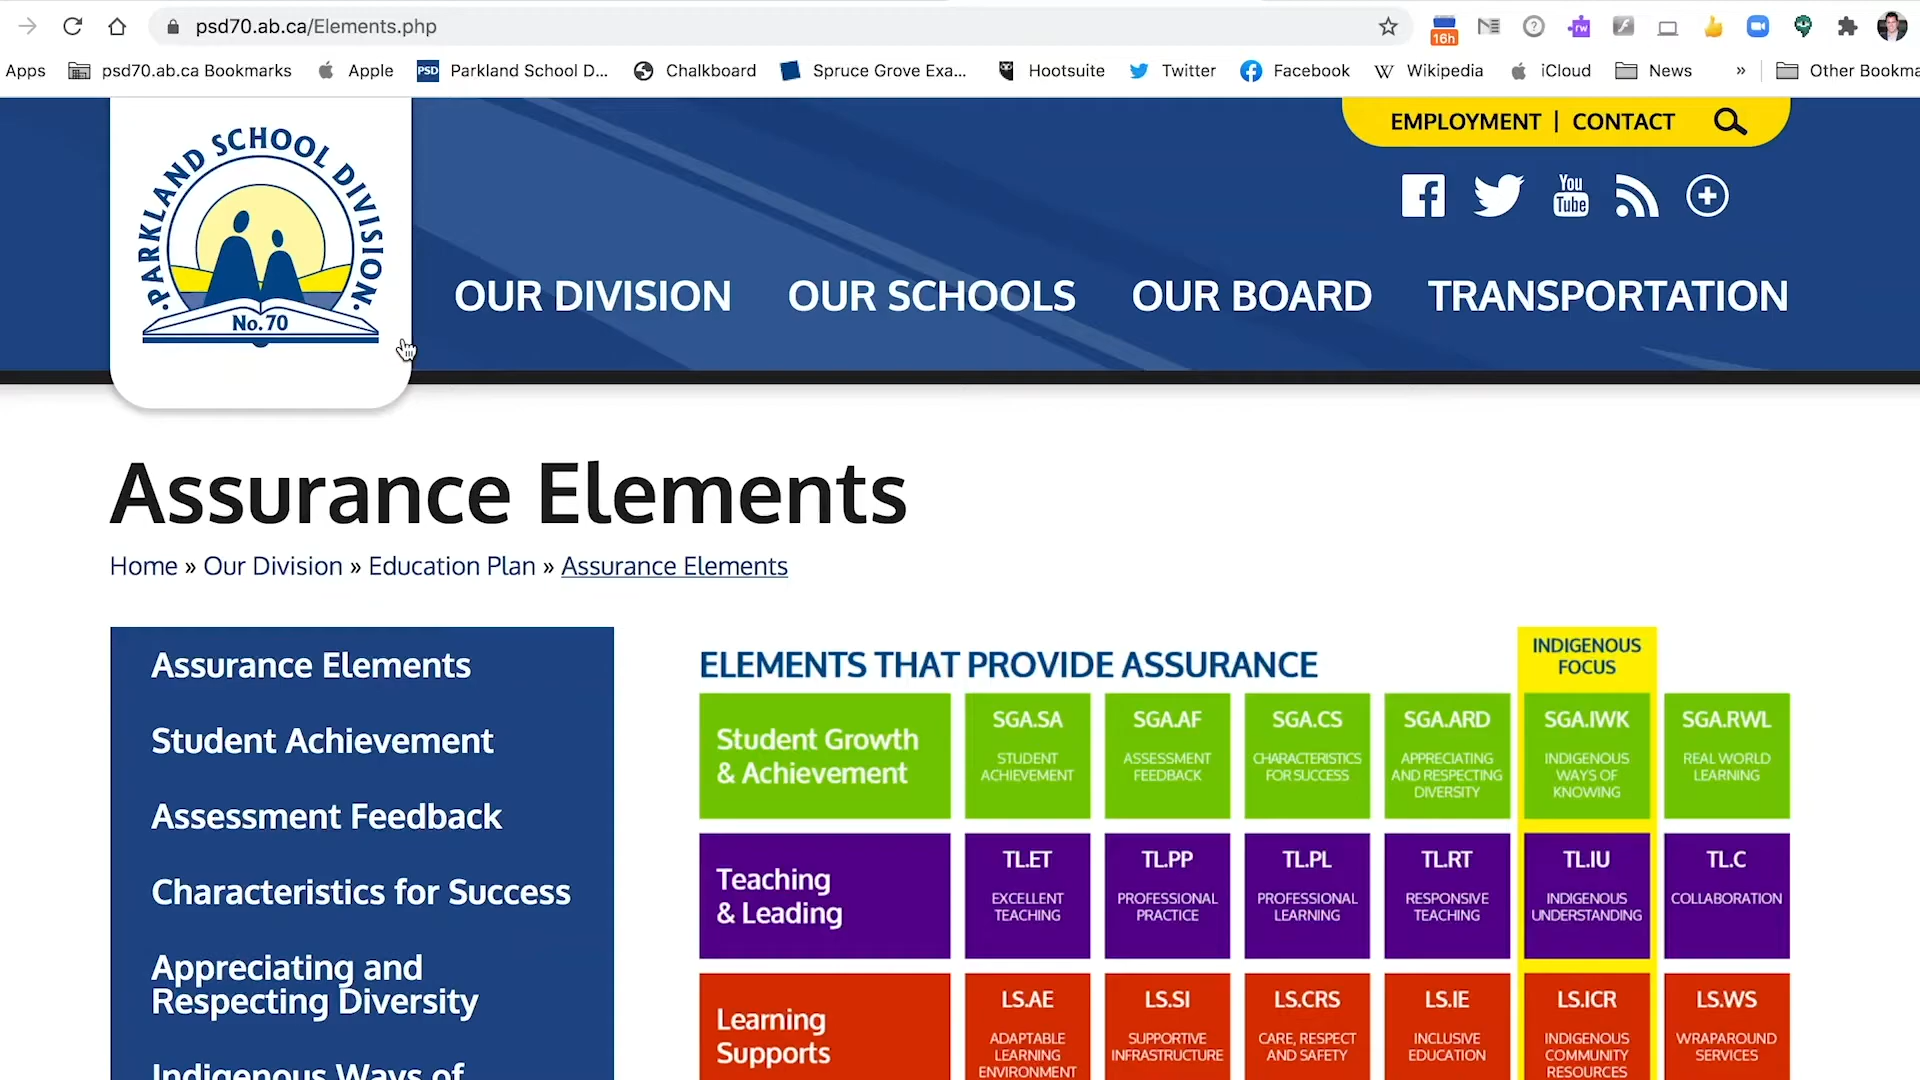 psd70.ab.ca/Elements.php
16h
rw
Apps
psd70.ab.ca Bookmarks
Apple
PSD
Parkland School D...
Chalkboard
Spruce Grove Exa...
Hootsuite
Twitter
Facebook
W
Wikipedia
iCloud
News
»
Other Bookma
EMPLOYMENT | CONTACT
PARKLAND SCHOOL DIVISION
No.70
You
Tube
OUR DIVISION
OUR SCHOOLS
OUR BOARD
TRANSPORTATION
Assurance Elements
Home » Our Division » Education Plan » Assurance Elements
Assurance Elements
Student Achievement
Assessment Feedback
Characteristics for Success
Appreciating and
Respecting Diversity
Indigenous Ways of
ELEMENTS THAT PROVIDE ASSURANCE
INDIGENOUS
FOCUS
Student Growth
& Achievement
SGA.SA
STUDENT
ACHIEVEMENT
SGA.AF
ASSESSMENT
FEEDBACK
SGA.CS
CHARACTERISTICS
FOR SUCCESS
SGA.ARD
APPRECIATING
AND RESPECTING
DIVERSITY
SGA.IWK
INDIGENOUS
WAYS OF
KNOWING
SGA.RWL
REAL WORLD
LEARNING
Teaching
& Leading
TL.ET
EXCELLENT
TEACHING
TL.PP
PROFESSIONAL
PRACTICE
TL.PL
PROFESSIONAL
LEARNING
TL.RT
RESPONSIVE
TEACHING
TL.IU
INDIGENOUS
UNDERSTANDING
TL.C
COLLABORATION
Learning
Supports
LS.AE
ADAPTABLE
LEARNING
ENVIRONMENT
LS.SI
SUPPORTIVE
INFRASTRUCTURE
LS.CRS
CARE, RESPECT
AND SAFETY
LS.IE
INCLUSIVE
EDUCATION
LS.ICR
INDIGENOUS
COMMUNITY
RESOURCES
LS.WS
WRAPAROUND
SERVICES